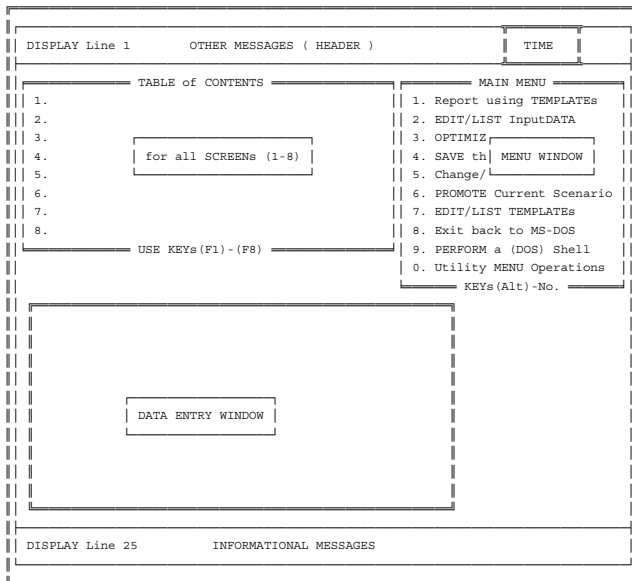 DISPLAY Line 1 OTHER MESSAGES ( HEADER ) TIME
TABLE of CONTENTS
1.
2.
3.
4. for all SCREENs (1-8)
5.
6.
7.
8.
USE KEYs(F1)-(F8)
MAIN MENU
1. Report using TEMPLATEs
2. EDIT/LIST InputDATA
3. OPTIMIZ
4. SAVE th MENU WINDOW
5. Change/
6. PROMOTE Current Scenario
7. EDIT/LIST TEMPLATEs
8. Exit back to MS-DOS
9. PERFORM a (DOS) Shell
0. Utility MENU Operations
KEYs(Alt)-No.
DATA ENTRY WINDOW
DISPLAY Line 25 INFORMATIONAL MESSAGES